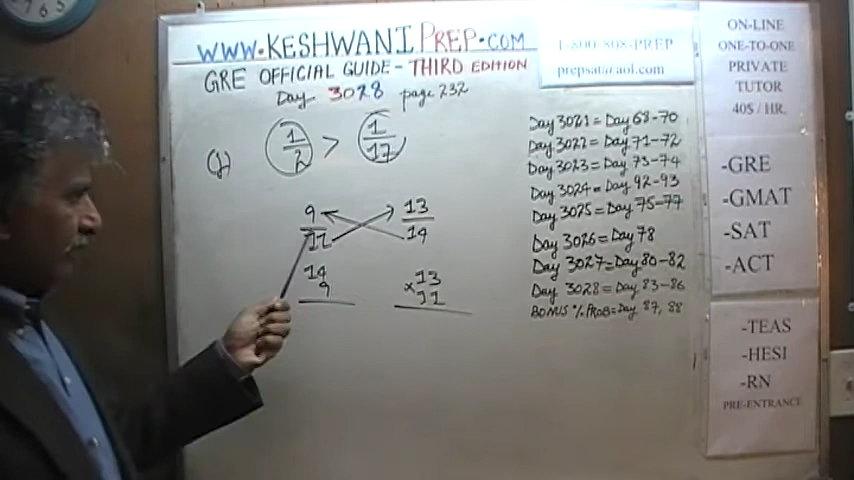 WWW.KESHWANIPREP.COM
GRE OFFICIAL GUIDE - THIRD EDITION
Day 3028 page 232
1-800-808-PREP
prepsat@aol.com
ON-LINE
ONE-TO-ONE
PRIVATE
TUTOR
40$ / HR.
-GRE
-GMAT
-SAT
-ACT
-TEAS
-HESI
-RN
PRE-ENTRANCE
1/2 > 1/17
9/11 13/14
14
9
13
×11
Day 3021 = Day 68-70
Day 3022 = Day 71-72
Day 3023 = Day 73-74
Day 3024 = Day 92-93
Day 3025 = Day 75-77
Day 3026 = Day 78
Day 3027 = Day 80-82
Day 3028 = Day 83-86
BONUS % PROB = Day 87, 88